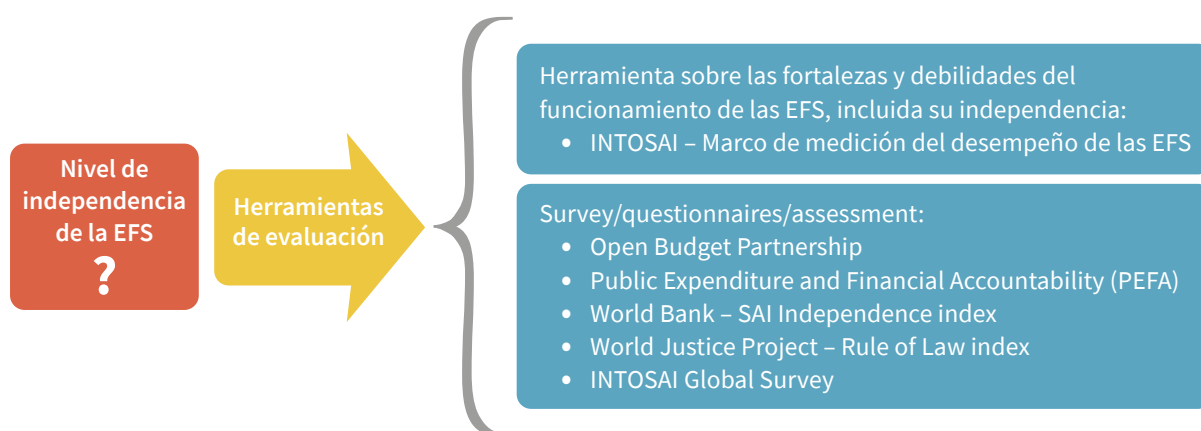 Nivel de
independencia
de la EFS
?
Herramientas
de evaluación
Herramienta sobre las fortalezas y debilidades del
funcionamiento de las EFS, incluida su independencia:
• INTOSAI – Marco de medición del desempeño de las EFS
Survey/questionnaires/assessment:
• Open Budget Partnership
• Public Expenditure and Financial Accountability (PEFA)
• World Bank – SAI Independence index
• World Justice Project – Rule of Law index
• INTOSAI Global Survey